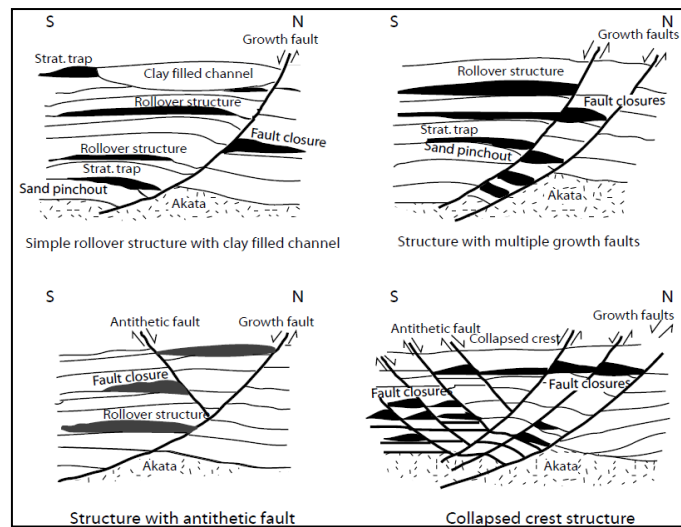 S N
Growth fault
Strat. trap
Clay filled channel
Rollover structure
Fault closure
Rollover structure
Strat. trap
Sand pinchout
Akata
Simple rollover structure with clay filled channel
S N
Growth faults
Rollover structure
Fault closures
Strat. trap
Sand pinchout
Akata
Structure with multiple growth faults
S N
Antithetic fault Growth fault
Fault closure
Rollover structure
Akata
Structure with antithetic fault
S N
Growth faults
Antithetic fault Collapsed crest
Fault closures Fault closures
Akata
Collapsed crest structure